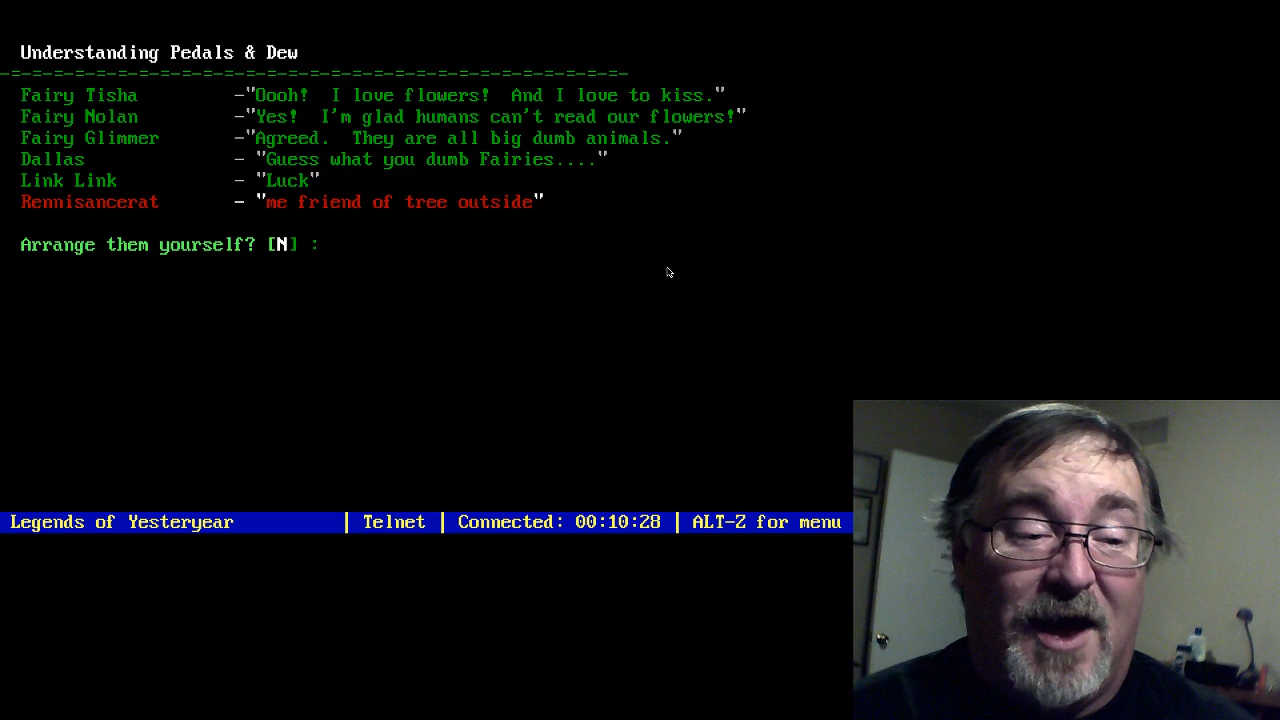 Understanding Pedals & Dew
-=-=-=-=-=-=-=-=-=-=-=-=-=-=-=-=-=-=-=-=-=-=-=-=-=-=-=-=-=-
Fairy Tisha -"Oooh! I love flowers! And I love to kiss."
Fairy Nolan -"Yes! I'm glad humans can't read our flowers!"
Fairy Glimmer -"Agreed. They are all big dumb animals."
Dallas - "Guess what you dumb Fairies...."
Link Link - "Luck"
Rennisancerat - "me friend of tree outside"
Arrange them yourself? [N] :
Legends of Yesteryear | Telnet | Connected: 00:10:28 | ALT-Z for menu